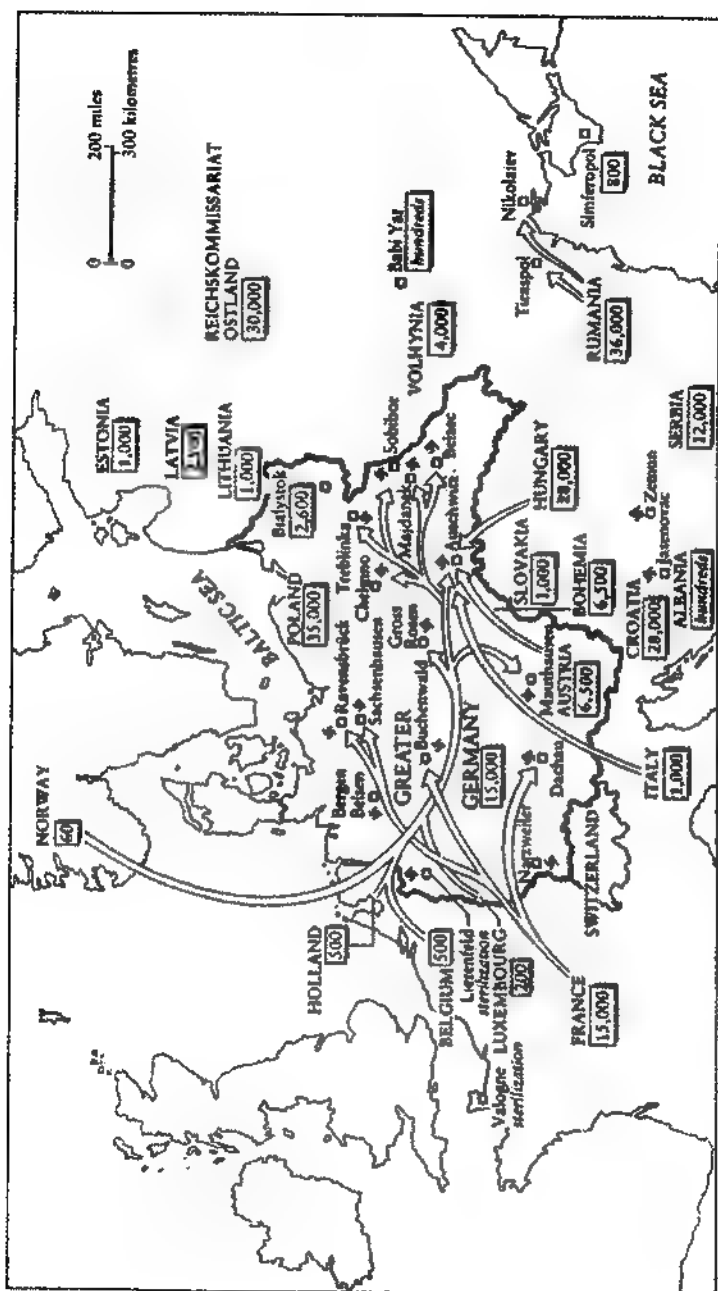 0 200 miles
0 300 kilometres
NORWAY
60
BALTIC SEA
ESTONIA
1,000
LATVIA
LITHUANIA
1,000
REICHSKOMMISSARIAT
OSTLAND
30,000
HOLLAND
500
BELGIUM 500
Lietenfeld
sterilization
LUXEMBOURG
200
Valogne
sterilization
FRANCE
15,000
SWITZERLAND
Natzweiler
Dachau
Bergen
Belsen
Ravensbrück
Sachsenhausen
GREATER
GERMANY
15,000
Buchenwald
Gross
Rosen
POLAND
35,000
Bialystok
2,600
Treblinka
Chelmno
Sobibor
Majdanek
Belzec
Auschwitz
VOLHYNIA
4,000
Babi Yar
hundreds
Mauthausen
AUSTRIA
6,500
SLOVAKIA
1,000
BOHEMIA
6,500
HUNGARY
28,000
ITALY
1,000
CROATIA
28,000
ALBANIA
hundreds
Jasenovac
Zemun
SERBIA
12,000
RUMANIA
36,000
Tiraspol
Nikolaiev
Simferopol
800
BLACK SEA